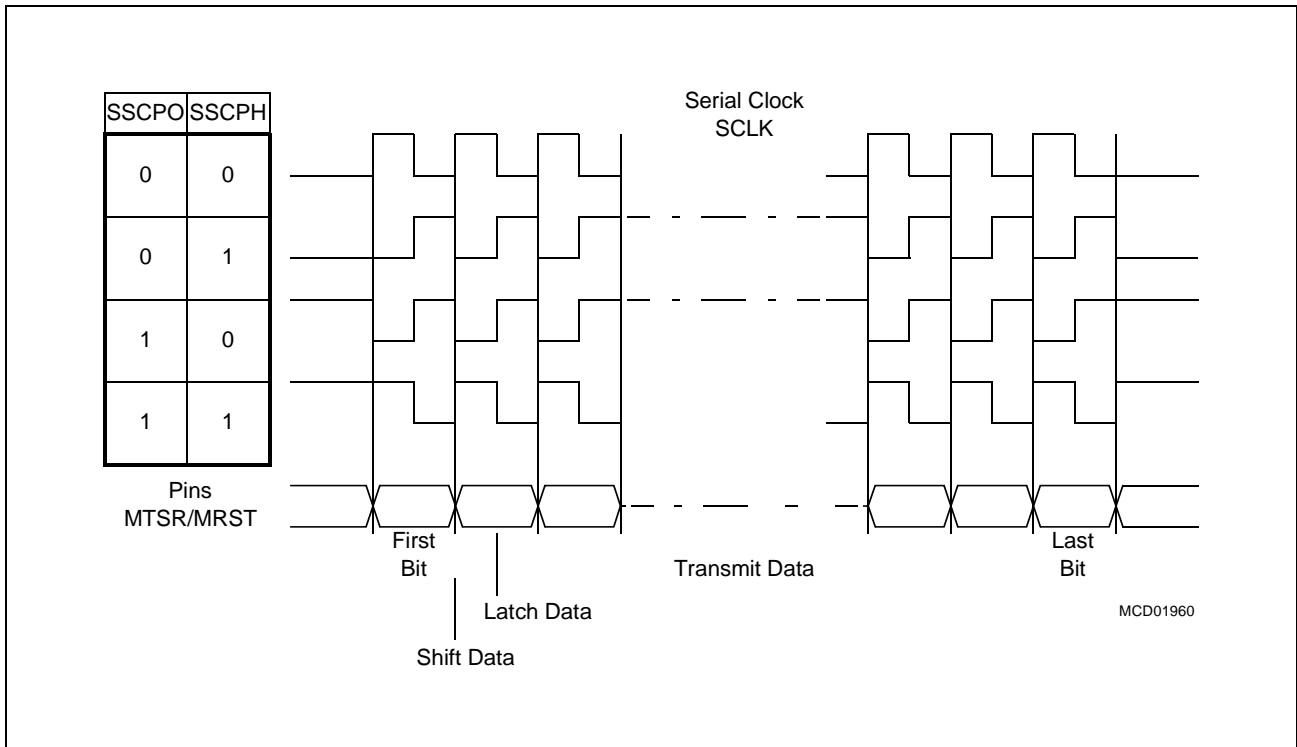 SSCPO SSCPH
Serial Clock
SCLK
0 0
0 1
1 0
1 1
Pins
MTSR/MRST
First
Bit
Last
Bit
Transmit Data
Latch Data
Shift Data
MCD01960